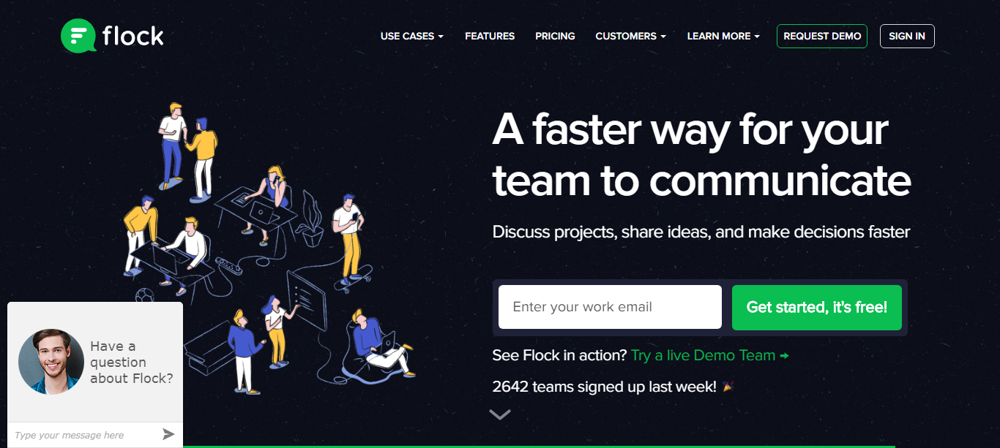 flock
USE CASES
FEATURES
PRICING
CUSTOMERS
LEARN MORE
REQUEST DEMO
SIGN IN
A faster way for your
team to communicate
Discuss projects, share ideas, and make decisions faster
Enter your work email
Get started, it's free!
See Flock in action? Try a live Demo Team →
2642 teams signed up last week! 🎉
Have a
question
about Flock?
Type your message here